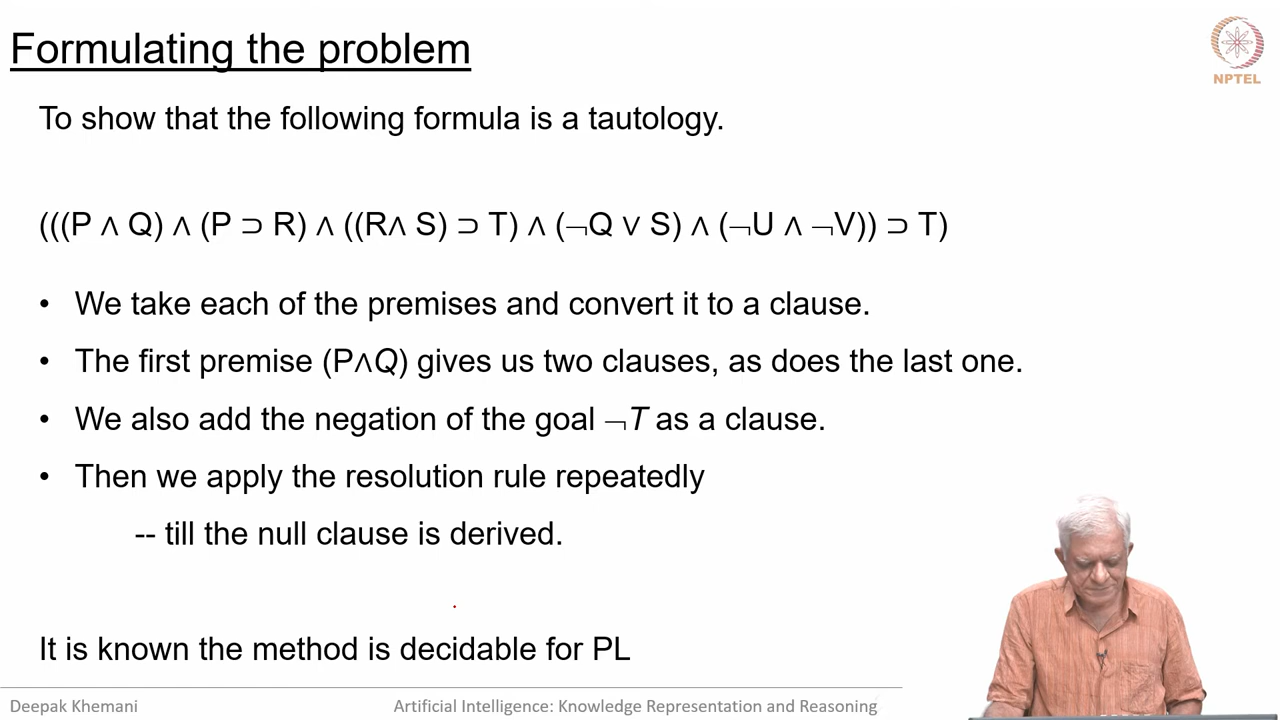 Formulating the problem
NPTEL
To show that the following formula is a tautology.
(((P ∧ Q) ∧ (P ⊃ R) ∧ ((R∧ S) ⊃ T) ∧ (¬Q ∨ S) ∧ (¬U ∧ ¬V)) ⊃ T)
• We take each of the premises and convert it to a clause.
• The first premise (P∧Q) gives us two clauses, as does the last one.
• We also add the negation of the goal ¬T as a clause.
• Then we apply the resolution rule repeatedly
-- till the null clause is derived.
It is known the method is decidable for PL
Deepak Khemani
Artificial Intelligence: Knowledge Representation and Reasoning